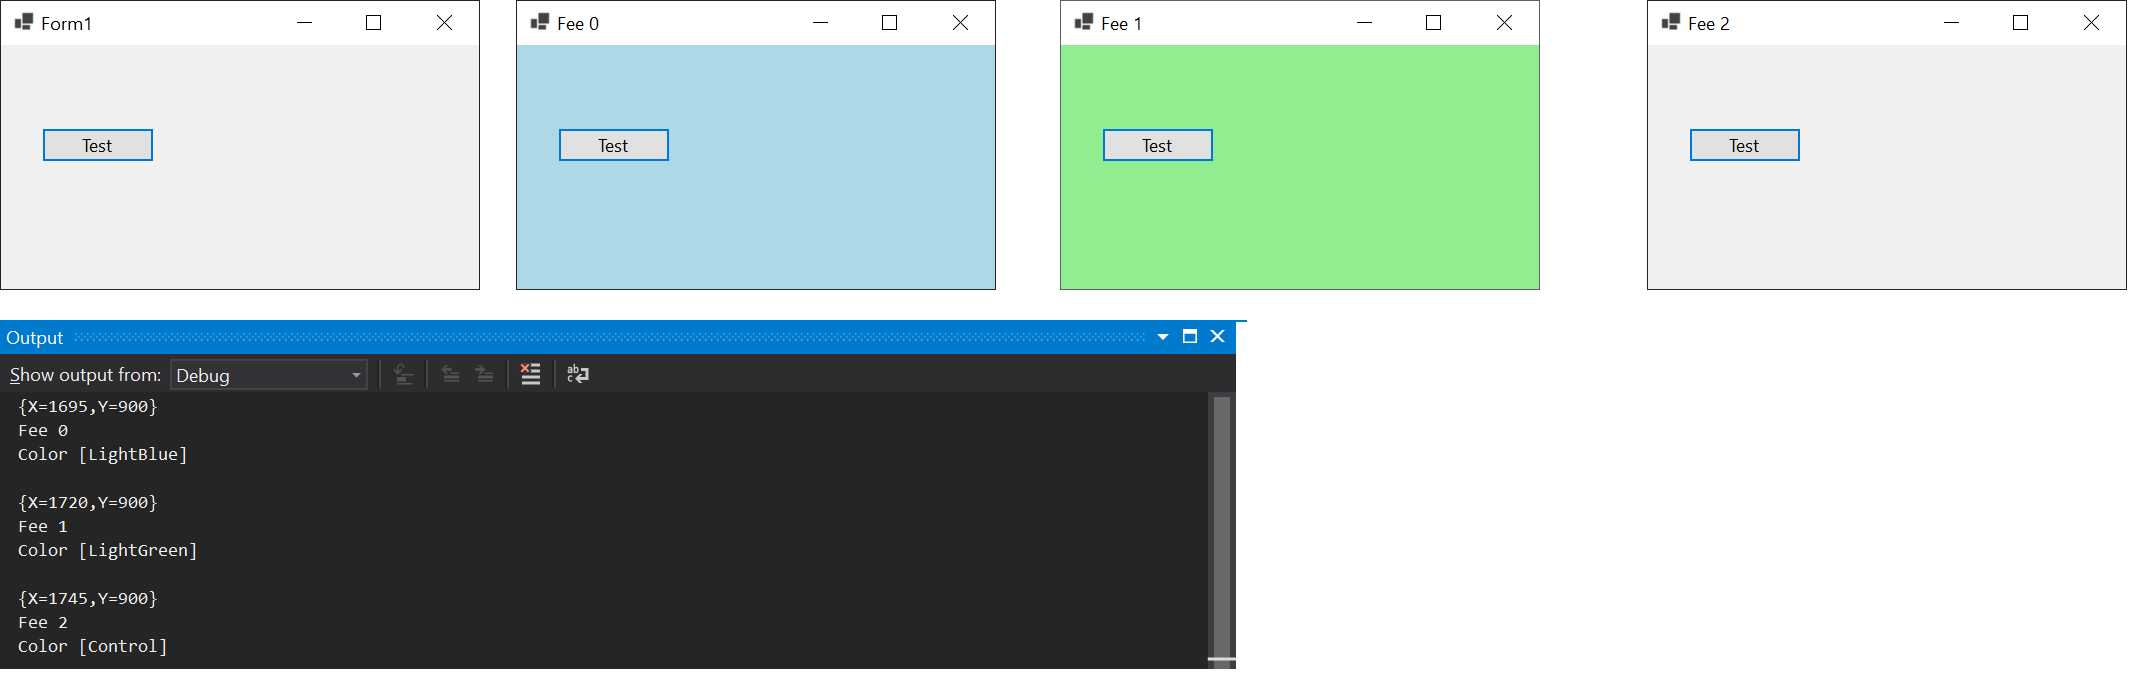 Form1
Test
Fee 0
Test
Fee 1
Test
Fee 2
Test
Output
Show output from: Debug
{X=1695,Y=900}
Fee 0
Color [LightBlue]
{X=1720,Y=900}
Fee 1
Color [LightGreen]
{X=1745,Y=900}
Fee 2
Color [Control]